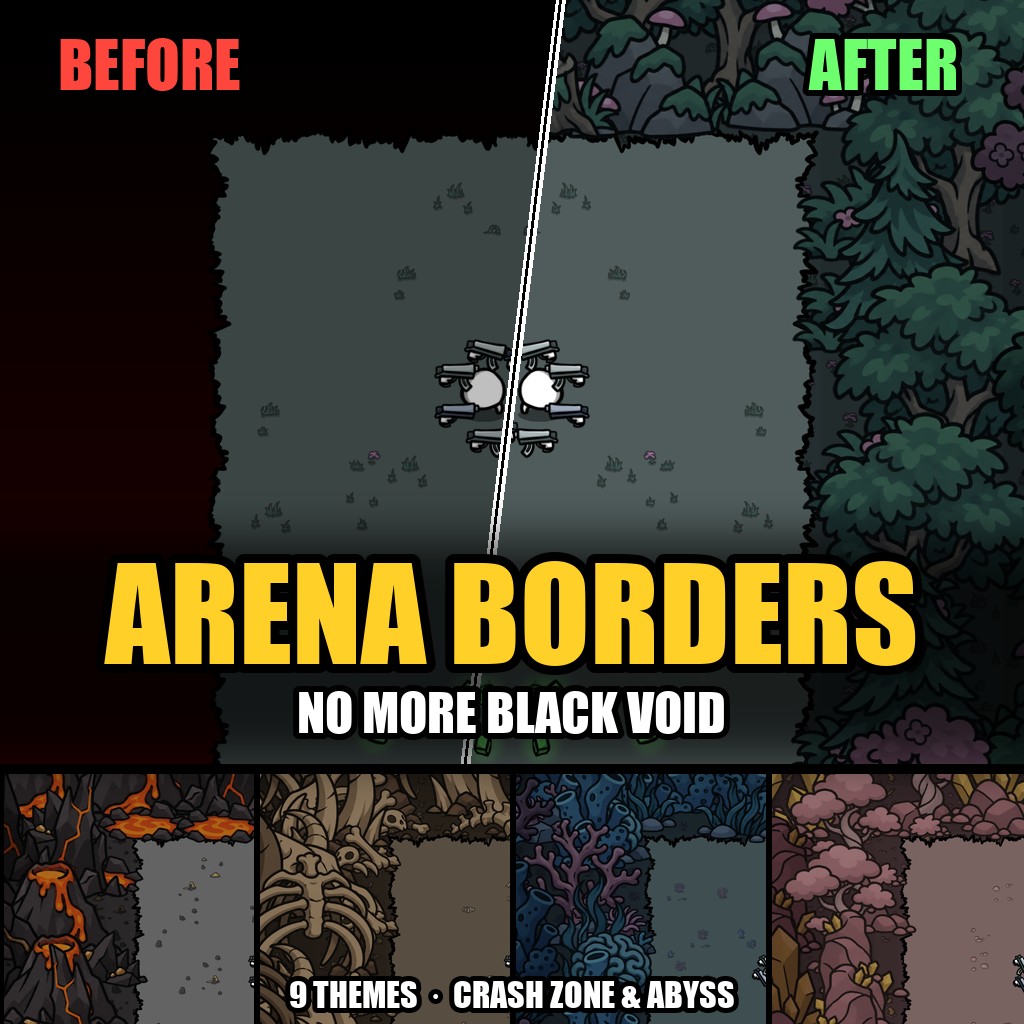 BEFORE
AFTER
ARENA BORDERS
NO MORE BLACK VOID
9 THEMES • CRASH ZONE & ABYSS